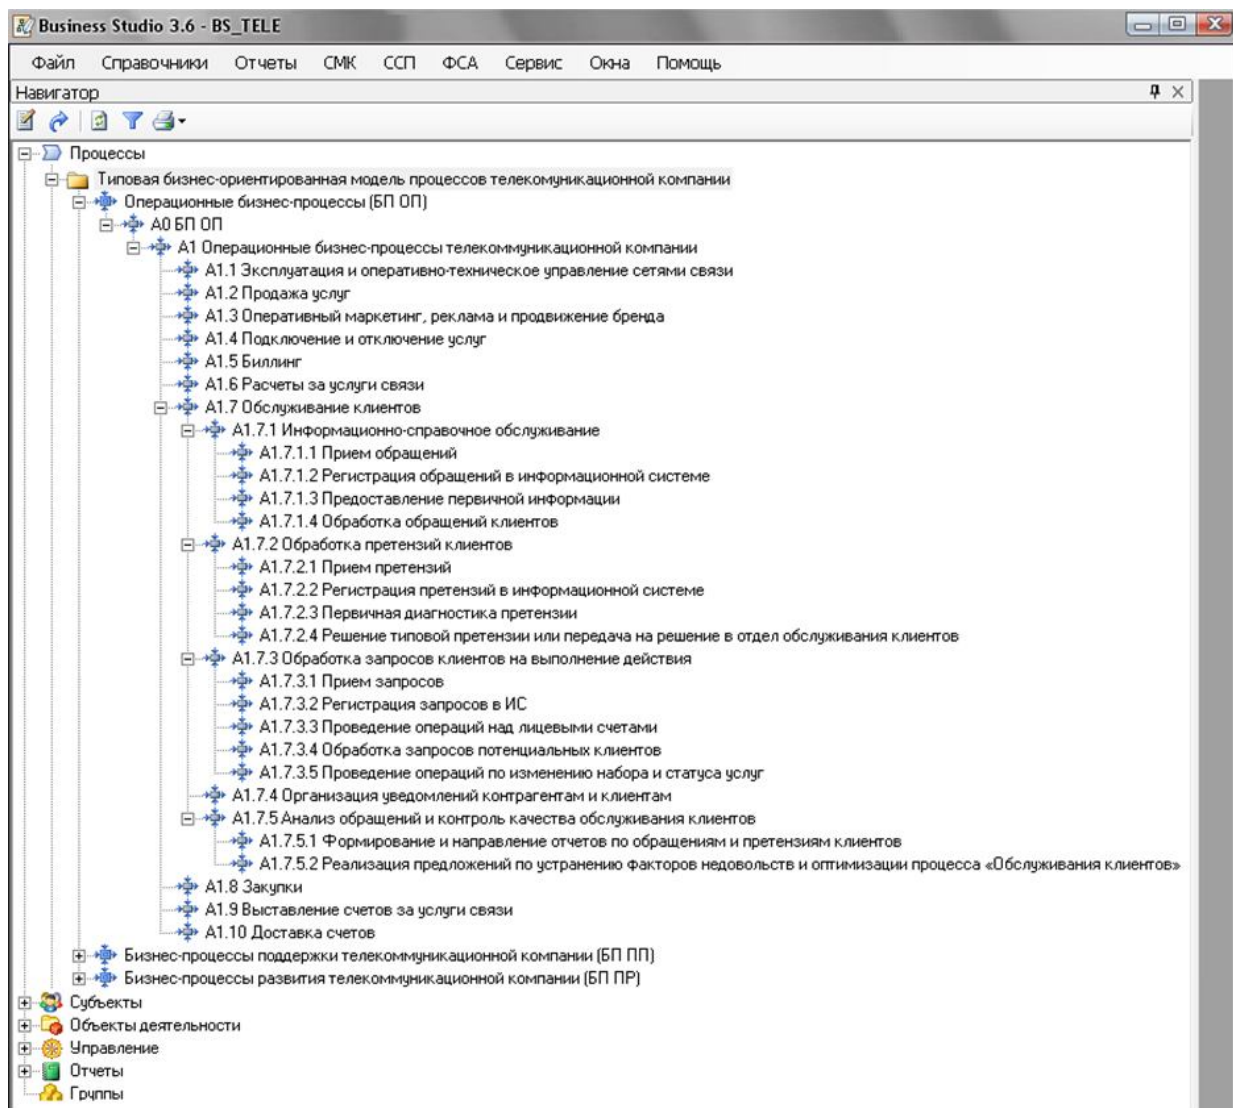 Business Studio 3.6 - BS_TELE
Файл Справочники Отчеты СМК ССП ФСА Сервис Окна Помощь
Навигатор
Процессы
Типовая бизнес-ориентированная модель процессов телекомуникационной компании
Операционные бизнес-процессы (БП ОП)
А0 БП ОП
А1 Операционные бизнес-процессы телекоммуникационной компании
А1.1 Эксплуатация и оперативно-техническое управление сетями связи
А1.2 Продажа услуг
А1.3 Оперативный маркетинг, реклама и продвижение бренда
А1.4 Подключение и отключение услуг
А1.5 Биллинг
А1.6 Расчеты за услуги связи
А1.7 Обслуживание клиентов
А1.7.1 Информационно-справочное обслуживание
А1.7.1.1 Прием обращений
А1.7.1.2 Регистрация обращений в информационной системе
А1.7.1.3 Предоставление первичной информации
А1.7.1.4 Обработка обращений клиентов
А1.7.2 Обработка претензий клиентов
А1.7.2.1 Прием претензий
А1.7.2.2 Регистрация претензий в информационной системе
А1.7.2.3 Первичная диагностика претензии
А1.7.2.4 Решение типовой претензии или передача на решение в отдел обслуживания клиентов
А1.7.3 Обработка запросов клиентов на выполнение действия
А1.7.3.1 Прием запросов
А1.7.3.2 Регистрация запросов в ИС
А1.7.3.3 Проведение операций над лицевыми счетами
А1.7.3.4 Обработка запросов потенциальных клиентов
А1.7.3.5 Проведение операций по изменению набора и статуса услуг
А1.7.4 Организация уведомлений контрагентам и клиентам
А1.7.5 Анализ обращений и контроль качества обслуживания клиентов
А1.7.5.1 Формирование и направление отчетов по обращениям и претензиям клиентов
А1.7.5.2 Реализация предложений по устранению факторов недовольств и оптимизации процесса «Обслуживания клиентов»
А1.8 Закупки
А1.9 Выставление счетов за услуги связи
А1.10 Доставка счетов
Бизнес-процессы поддержки телекоммуникационной компании (БП ПП)
Бизнес-процессы развития телекоммуникационной компании (БП ПР)
Субъекты
Объекты деятельности
Управление
Отчеты
Группы